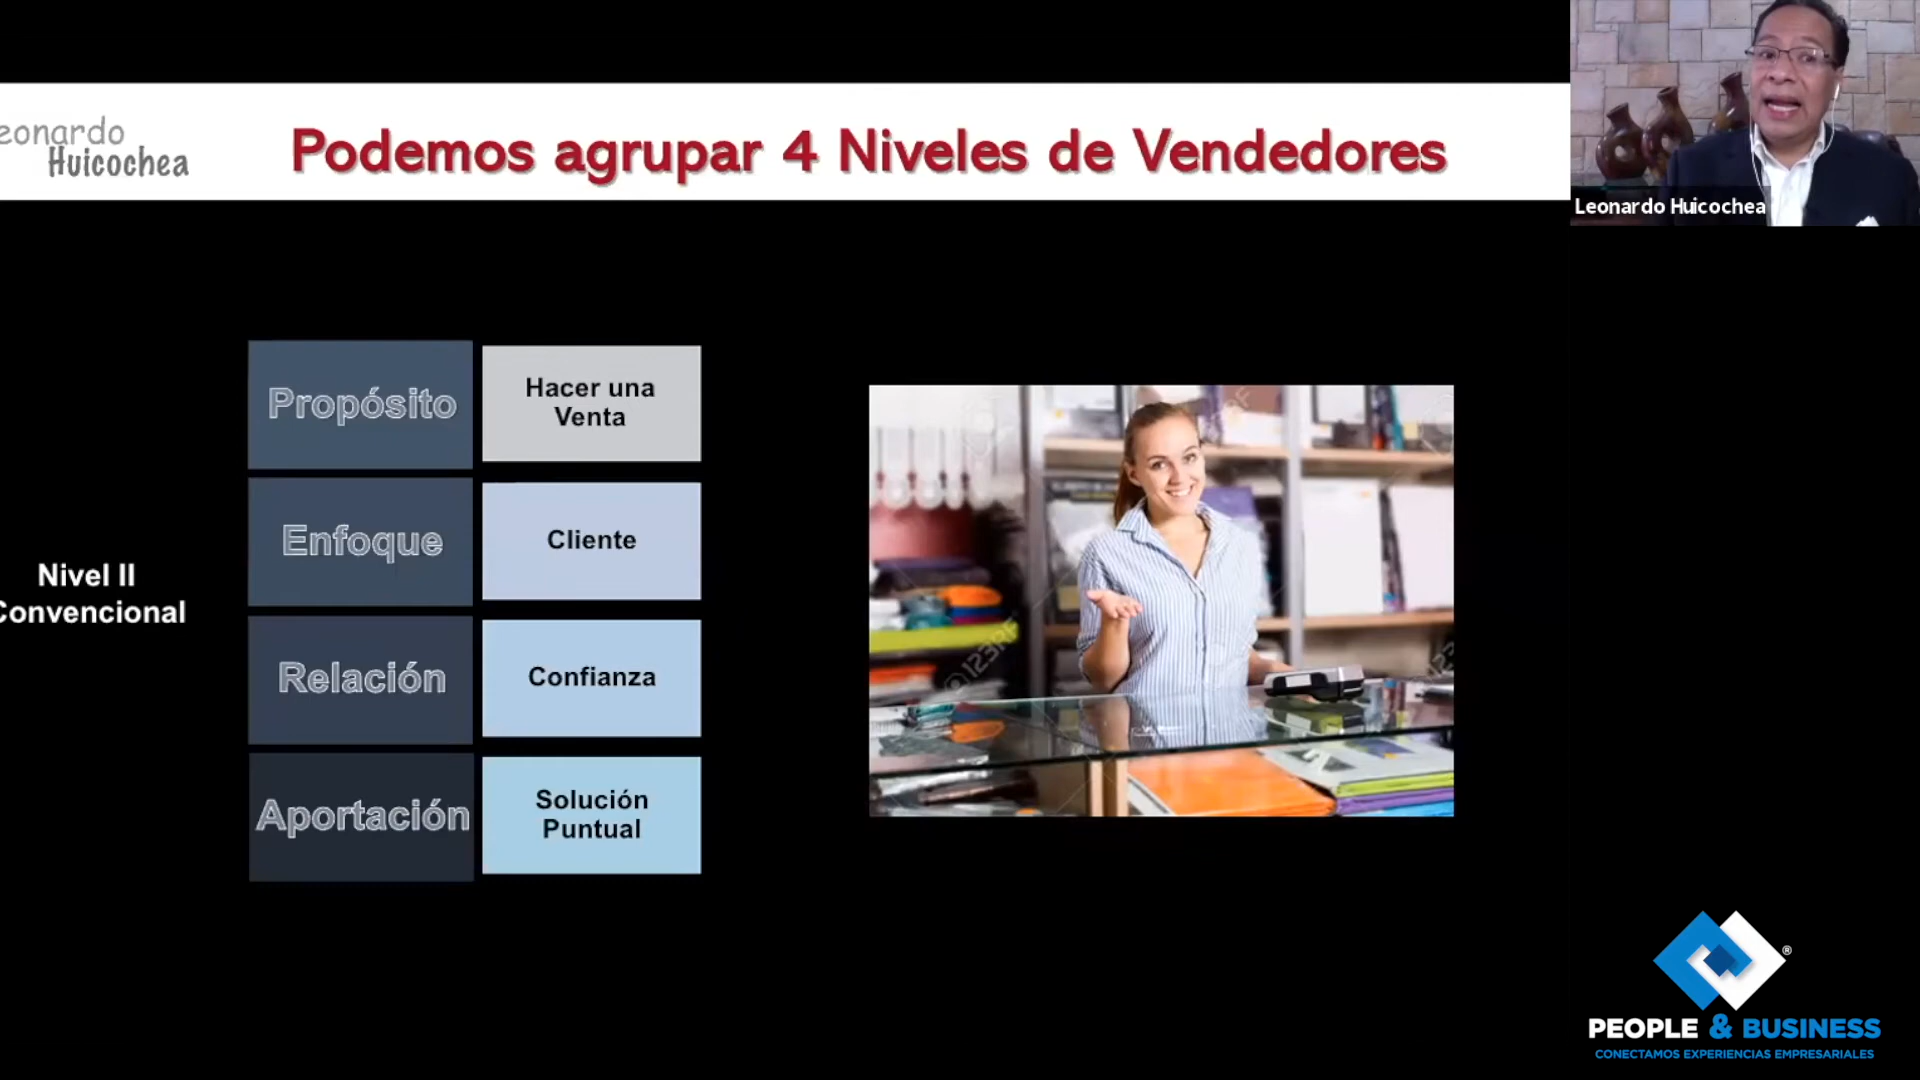 eonardo
Huicochea
Podemos agrupar 4 Niveles de Vendedores
Leonardo Huicochea
Propósito
Hacer una
Venta
Enfoque
Cliente
Nivel II
Convencional
Relación
Confianza
Aportación
Solución
Puntual
123RF
®
PEOPLE & BUSINESS
CONECTAMOS EXPERIENCIAS EMPRESARIALES